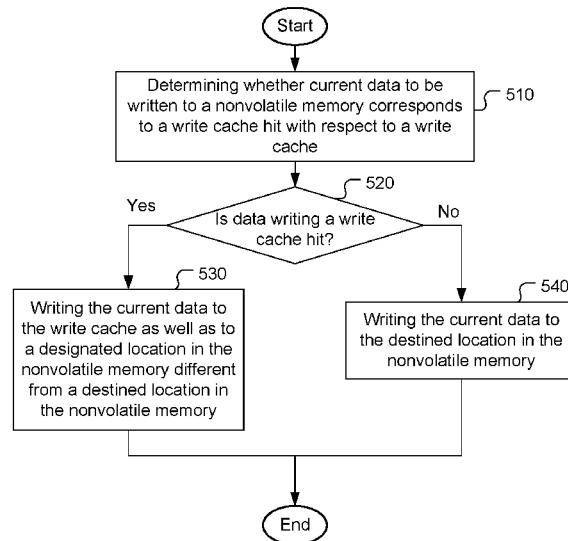 Start
Determining whether current data to be
written to a nonvolatile memory corresponds
to a write cache hit with respect to a write
cache
510
520
Yes
Is data writing a write
cache hit?
No
530
Writing the current data to
the write cache as well as to
a designated location in the
nonvolatile memory different
from a destined location in
the nonvolatile memory
540
Writing the current data to
the destined location in the
nonvolatile memory
End